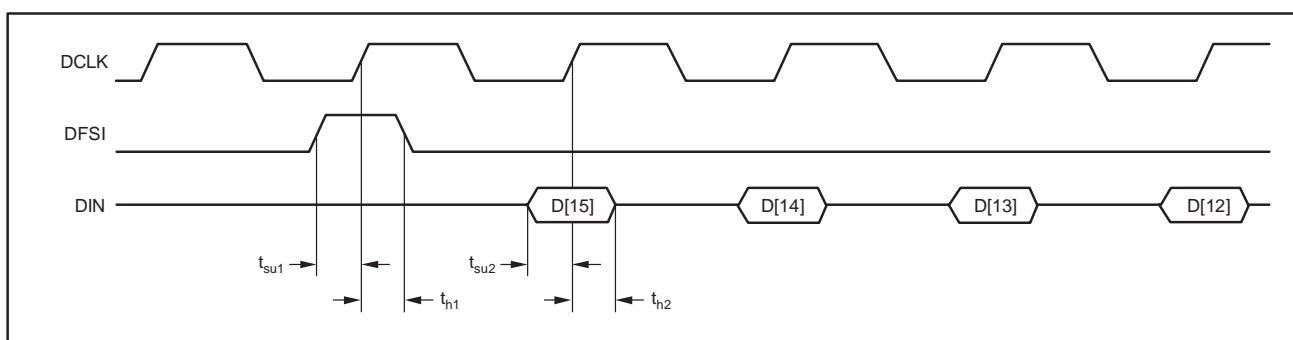 DCLK
DFSI
DIN
D[15]
D[14]
D[13]
D[12]
tsu1
tsu2
th1
th2